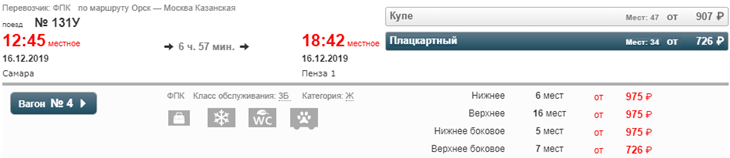 Перевозчик: ФПК по маршруту Орск — Москва Казанская
поезд № 131У
12:45 местное
16.12.2019
Самара
6 ч. 57 мин.
18:42 местное
16.12.2019
Пенза 1
Купе Мест: 47 от 907 ₽
Плацкартный Мест: 34 от 726 ₽
Вагон № 4
ФПК Класс обслуживания: 3Б Категория: Ж
WC
Нижнее 6 мест от 975 ₽
Верхнее 16 мест от 975 ₽
Нижнее боковое 5 мест от 975 ₽
Верхнее боковое 7 мест от 726 ₽